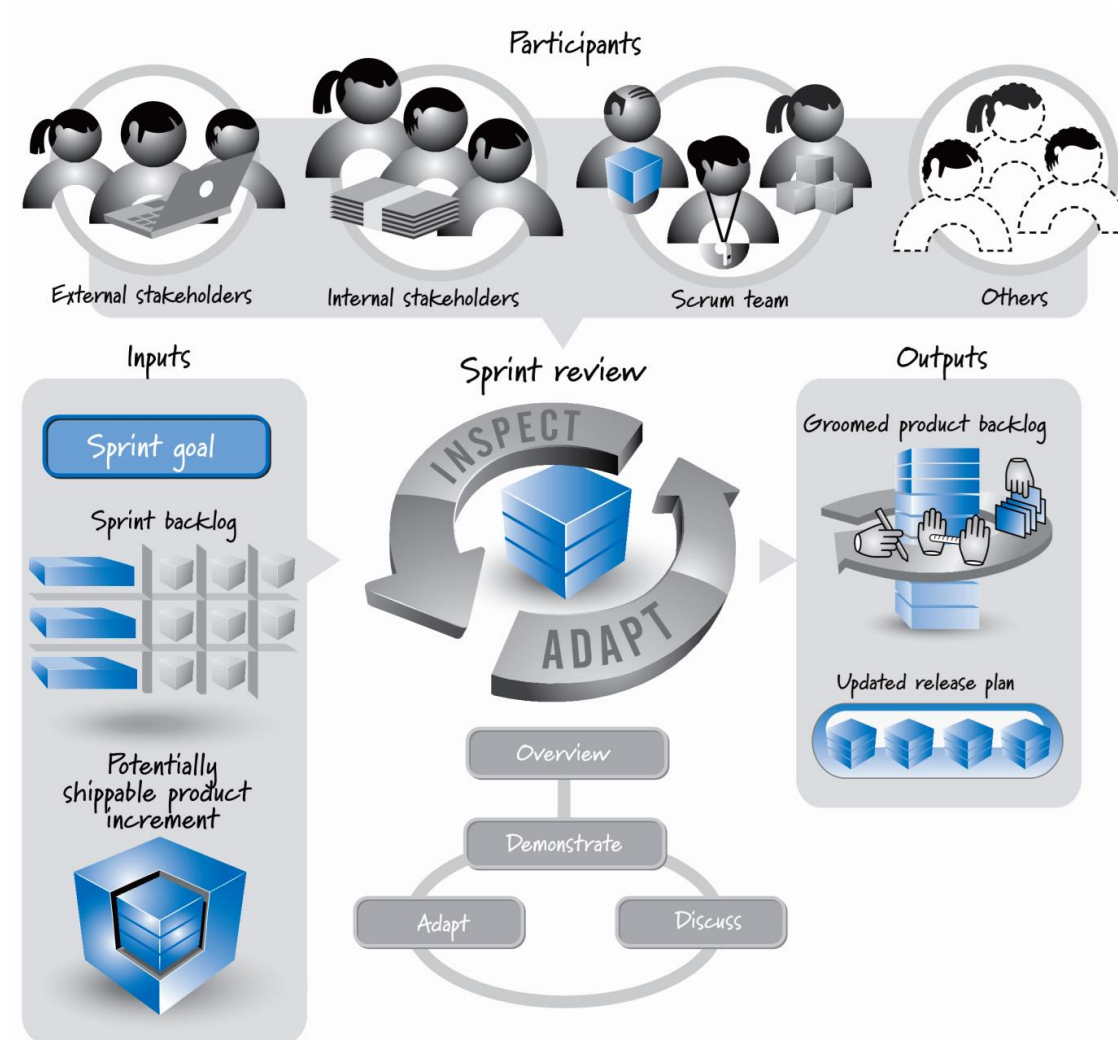 Participants
External stakeholders
Internal stakeholders
Scrum team
Others
Inputs
Sprint goal
Sprint backlog
Potentially
shippable product
increment
Sprint review
INSPECT
ADAPT
Overview
Demonstrate
Adapt
Discuss
Outputs
Groomed product backlog
Updated release plan